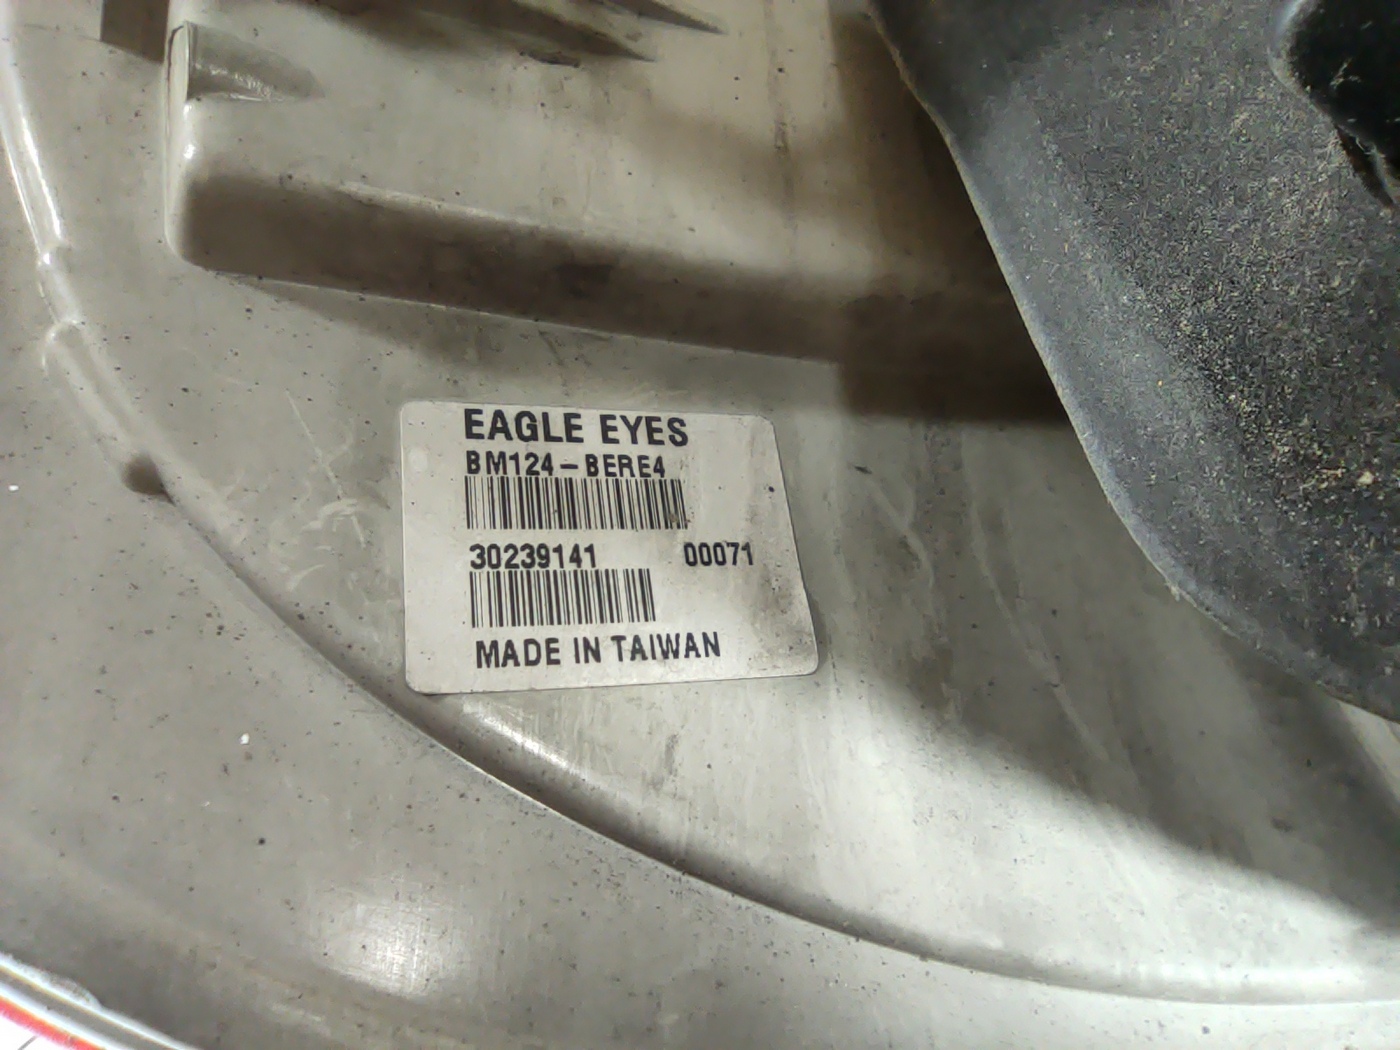 EAGLE EYES
BM124-BERE4
30239141 00071
MADE IN TAIWAN